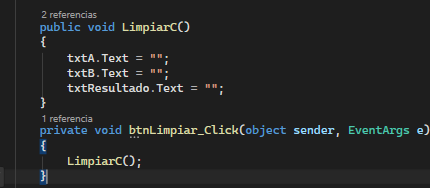 2 referencias
public void LimpiarC()
{
txtA.Text = "";
txtB.Text = "";
txtResultado.Text = "";
}
1 referencia
private void btnLimpiar_Click(object sender, EventArgs e)
{
LimpiarC();
}